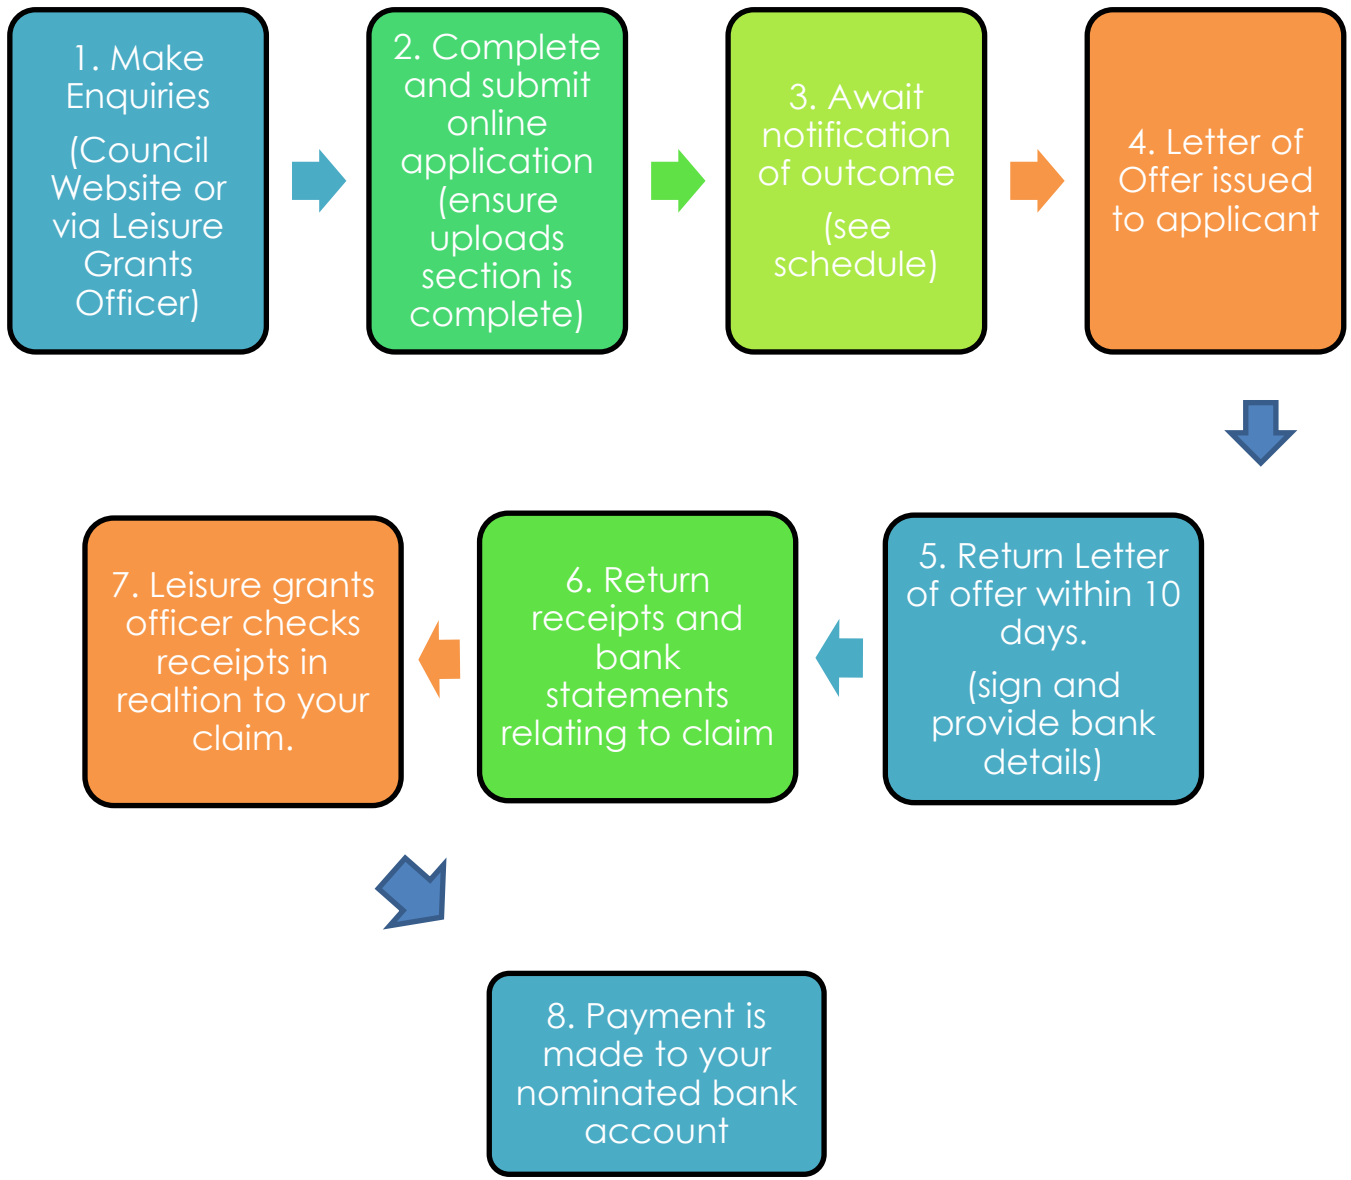 1. Make
Enquiries
(Council
Website or
via Leisure
Grants
Officer)
2. Complete
and submit
online
application
(ensure
uploads
section is
complete)
3. Await
notification
of outcome
(see
schedule)
4. Letter of
Offer issued
to applicant
5. Return Letter
of offer within 10
days.
(sign and
provide bank
details)
6. Return
receipts and
bank
statements
relating to claim
7. Leisure grants
officer checks
receipts in
realtion to your
claim.
8. Payment is
made to your
nominated bank
account